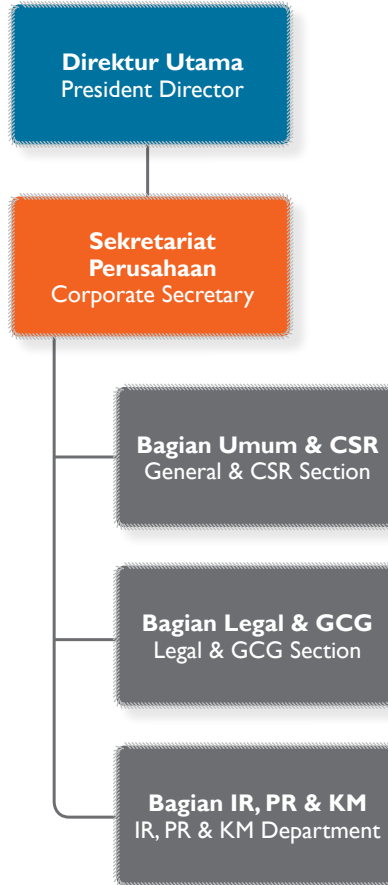 Direktur Utama
President Director
Sekretariat
Perusahaan
Corporate Secretary
Bagian Umum & CSR
General & CSR Section
Bagian Legal & GCG
Legal & GCG Section
Bagian IR, PR & KM
IR, PR & KM Department